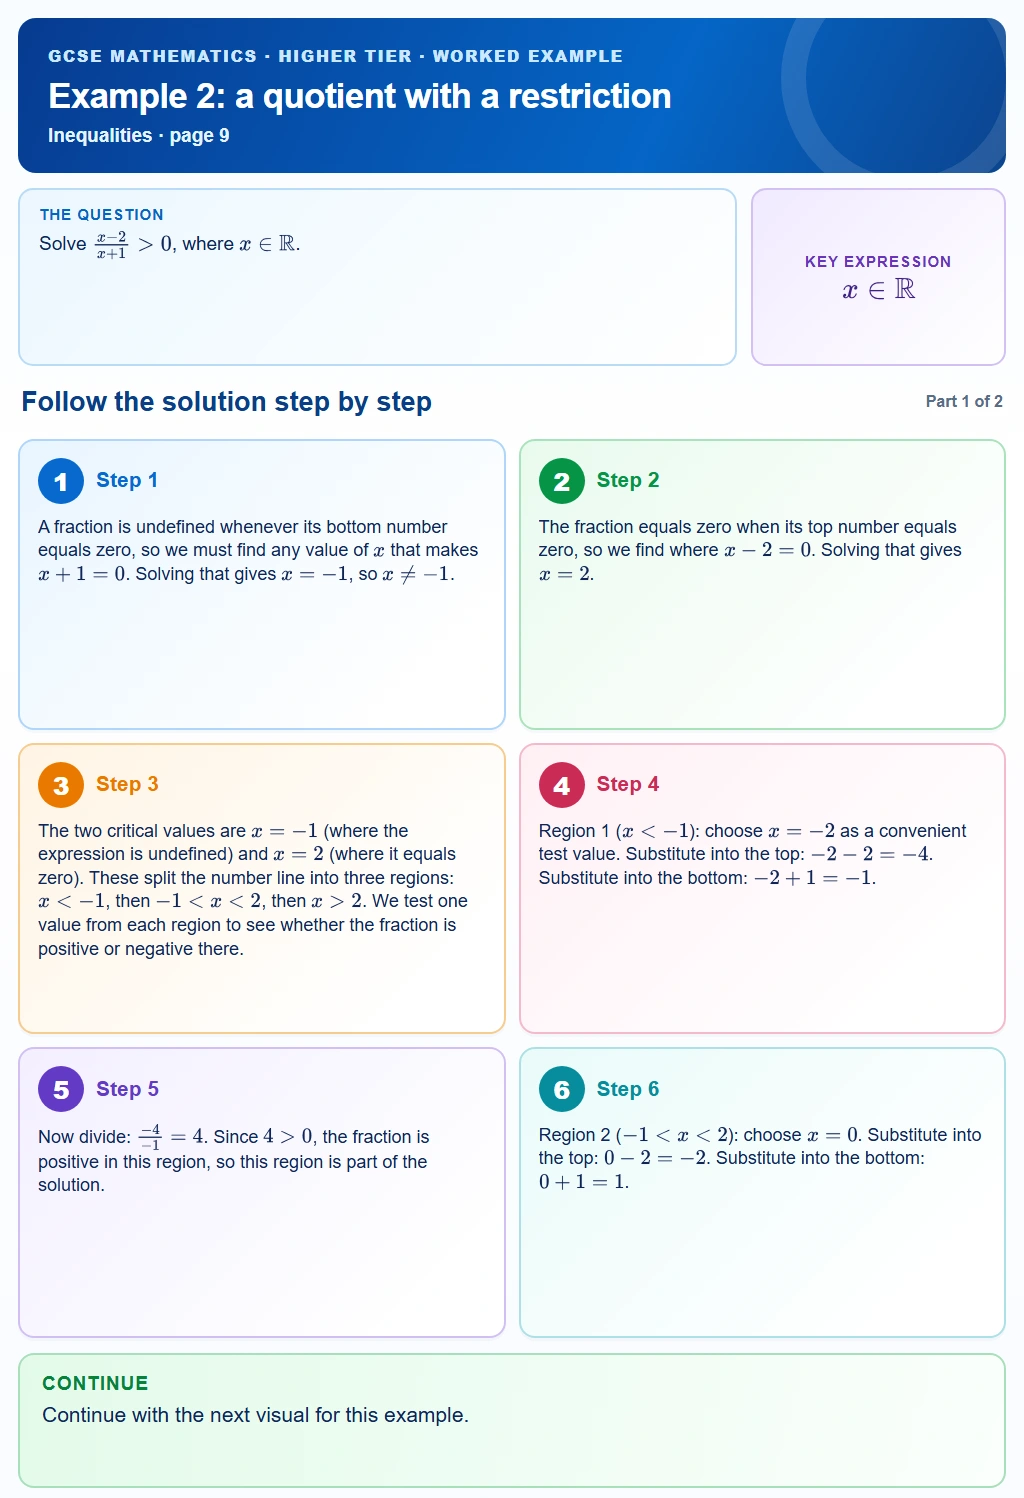 GCSE MATHEMATICS · HIGHER TIER · WORKED EXAMPLE
Example 2: a quotient with a restriction
Inequalities · page 9
THE QUESTION
Solve \frac{x-2}{x+1} > 0, where x ∈ ℝ.
KEY EXPRESSION
x ∈ ℝ
Follow the solution step by step
Part 1 of 2
1 Step 1
A fraction is undefined whenever its bottom number
equals zero, so we must find any value of x that makes
x + 1 = 0. Solving that gives x = −1, so x ≠ −1.
2 Step 2
The fraction equals zero when its top number equals
zero, so we find where x − 2 = 0. Solving that gives
x = 2.
3 Step 3
The two critical values are x = −1 (where the
expression is undefined) and x = 2 (where it equals
zero). These split the number line into three regions:
x < −1, then −1 < x < 2, then x > 2. We test one
value from each region to see whether the fraction is
positive or negative there.
4 Step 4
Region 1 (x < −1): choose x = −2 as a convenient
test value. Substitute into the top: −2 − 2 = −4.
Substitute into the bottom: −2 + 1 = −1.
5 Step 5
Now divide: \frac{−4}{−1} = 4. Since 4 > 0, the fraction is
positive in this region, so this region is part of the
solution.
6 Step 6
Region 2 (−1 < x < 2): choose x = 0. Substitute into
the top: 0 − 2 = −2. Substitute into the bottom:
0 + 1 = 1.
CONTINUE
Continue with the next visual for this example.